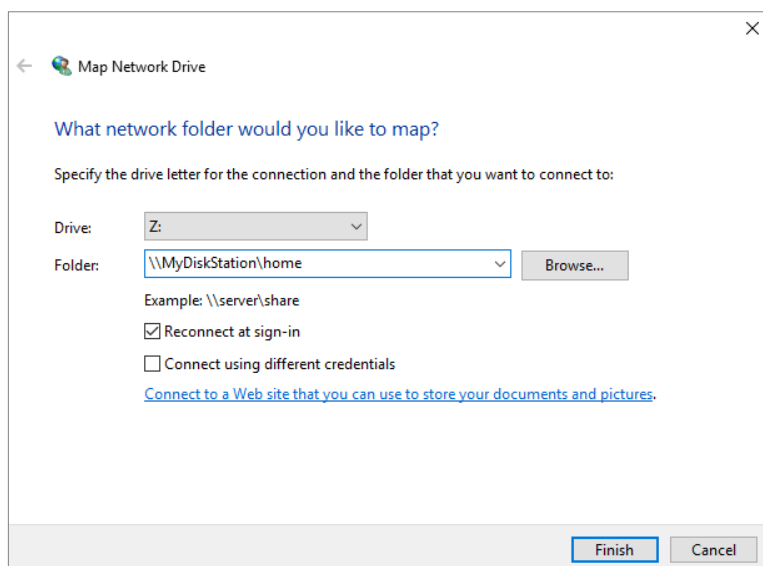 Map Network Drive
What network folder would you like to map?
Specify the drive letter for the connection and the folder that you want to connect to:
Drive: Z:
Folder: \\MyDiskStation\home Browse...
Example: \\server\share
Reconnect at sign-in
Connect using different credentials
Connect to a Web site that you can use to store your documents and pictures.
Finish Cancel